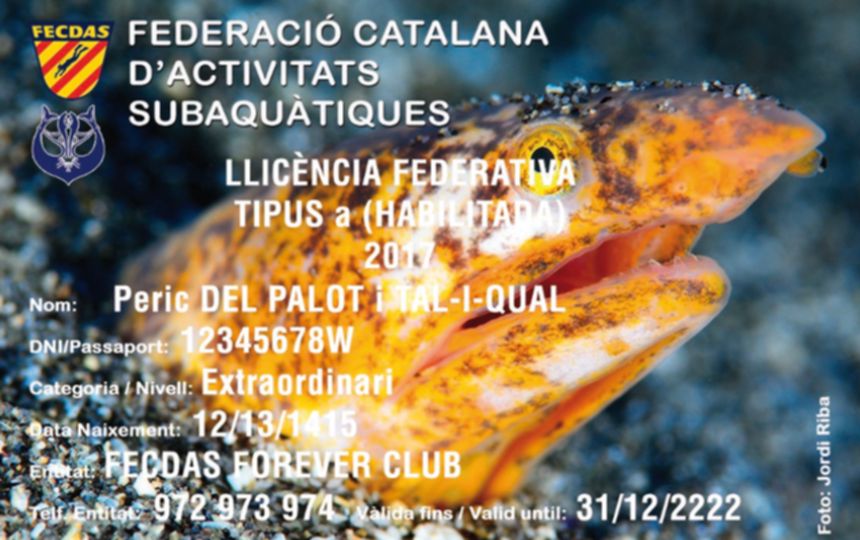 FECDAS
FEDERACIÓ CATALANA
D'ACTIVITATS
SUBAQUÀTIQUES
LLICÈNCIA FEDERATIVA
TIPUS a (HABILITADA)
2017
Nom: Peric DEL PALOT i TAL-I-QUAL
DNI/Passaport: 12345678W
Categoria / Nivell: Extraordinari
Data Naixement: 12/13/1415
Entitat: FECDAS FOREVER CLUB
Telf. Entitat: 972 973 974 Vàlida fins / Valid until: 31/12/2222
Foto: Jordi Riba